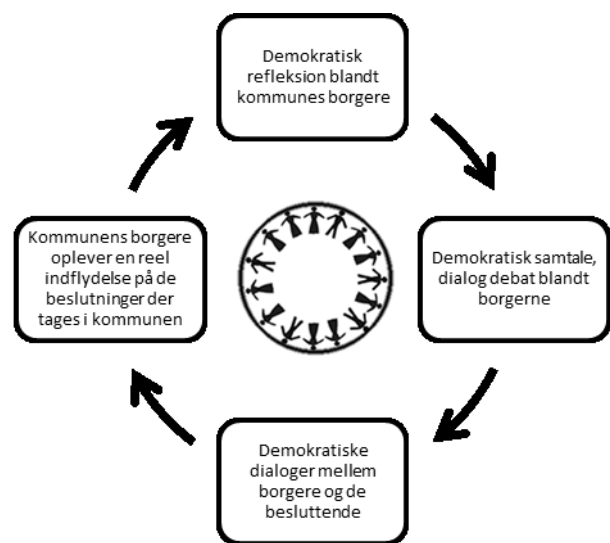 Demokratisk
refleksion blandt
kommunes borgere
Demokratisk samtale,
dialog debat blandt
borgerne
Demokratiske
dialoger mellem
borgere og de
besluttende
Kommunens borgere
oplever en reel
indflydelse på de
beslutninger der
tages i kommunen